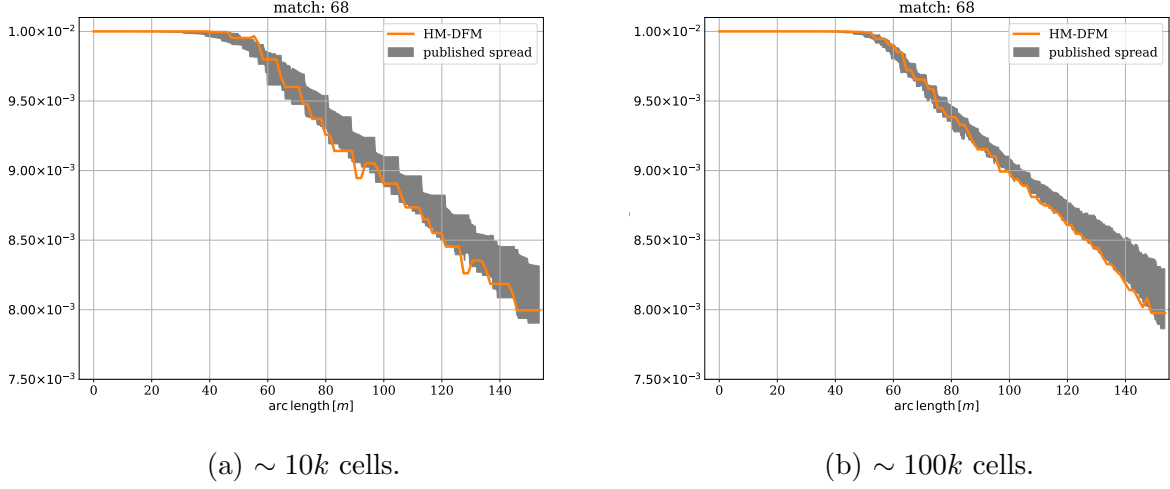 match: 68
1.00×10⁻²
9.50×10⁻³
9.00×10⁻³
8.50×10⁻³
8.00×10⁻³
7.50×10⁻³
HM-DFM
published spread
0 20 40 60 80 100 120 140
arc length [m]
(a) ∼ 10k cells.
match: 68
1.00×10⁻²
9.50×10⁻³
9.00×10⁻³
8.50×10⁻³
8.00×10⁻³
7.50×10⁻³
HM-DFM
published spread
0 20 40 60 80 100 120 140
arc length [m]
(b) ∼ 100k cells.